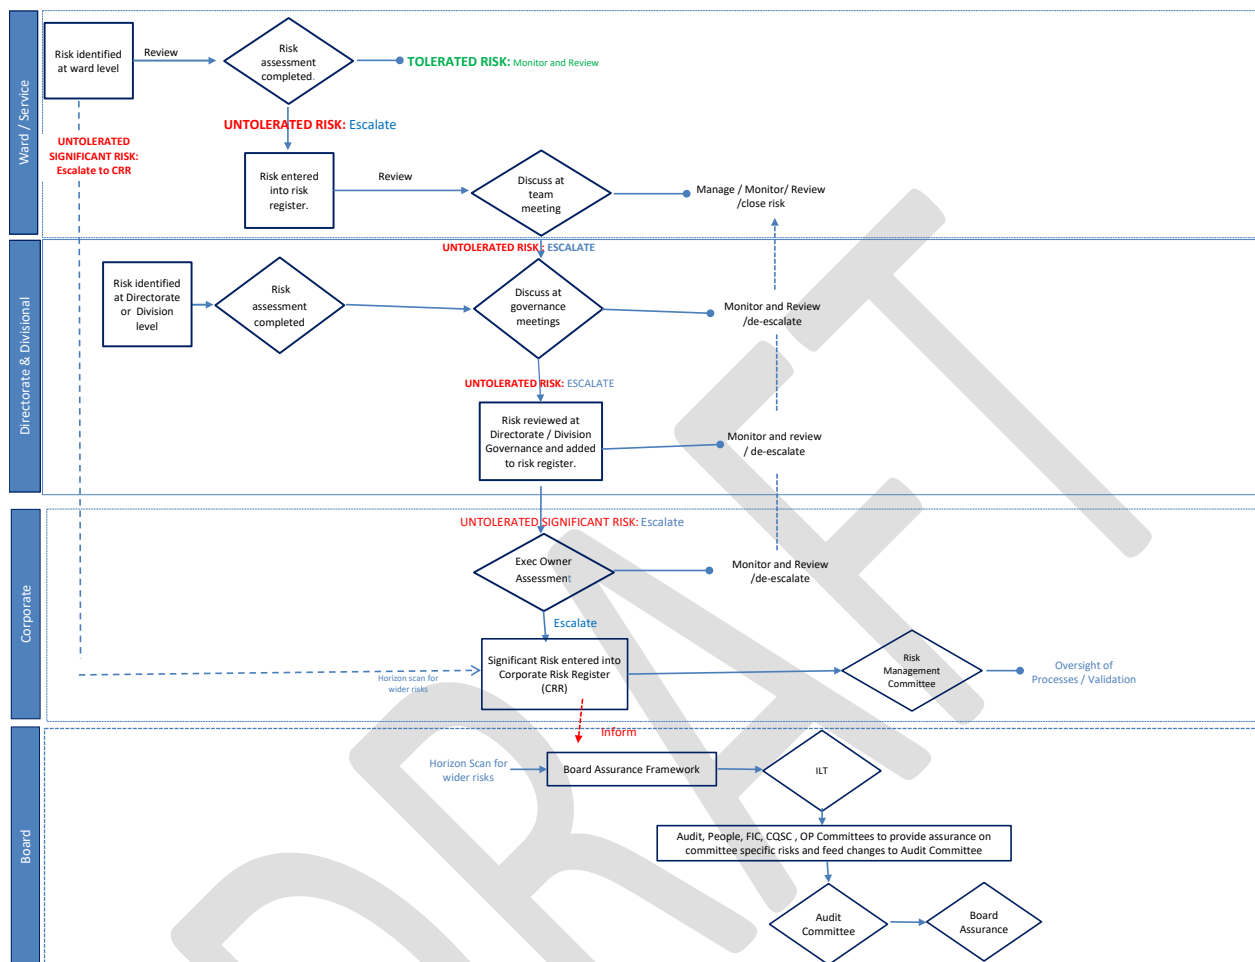 Ward / Service
Risk identified
at ward level
Review
Risk
assessment
completed.
TOLERATED RISK: Monitor and Review
UNTOLERATED RISK: Escalate
UNTOLERATED
SIGNIFICANT RISK:
Escalate to CRR
Risk entered
into risk
register.
Review
Discuss at
team
meeting
Manage / Monitor/ Review
/close risk
Directorate & Divisional
UNTOLERATED RISK: ESCALATE
Risk identified
at Directorate
or Division
level
Risk
assessment
completed
Discuss at
governance
meetings
Monitor and Review
/de-escalate
UNTOLERATED RISK: ESCALATE
Risk reviewed at
Directorate / Division
Governance and added
to risk register.
Monitor and review
/ de-escalate
Corporate
UNTOLERATED SIGNIFICANT RISK: Escalate
Exec Owner
Assessment
Monitor and Review
/de-escalate
Escalate
Horizon scan for
wider risks
Significant Risk entered into
Corporate Risk Register
(CRR)
Risk
Management
Committee
Oversight of
Processes / Validation
Board
Inform
Horizon Scan for
wider risks
Board Assurance Framework
ILT
Audit, People, FIC, CQSC , OP Committees to provide assurance on
committee specific risks and feed changes to Audit Committee
Audit
Committee
Board
Assurance
DRAFT